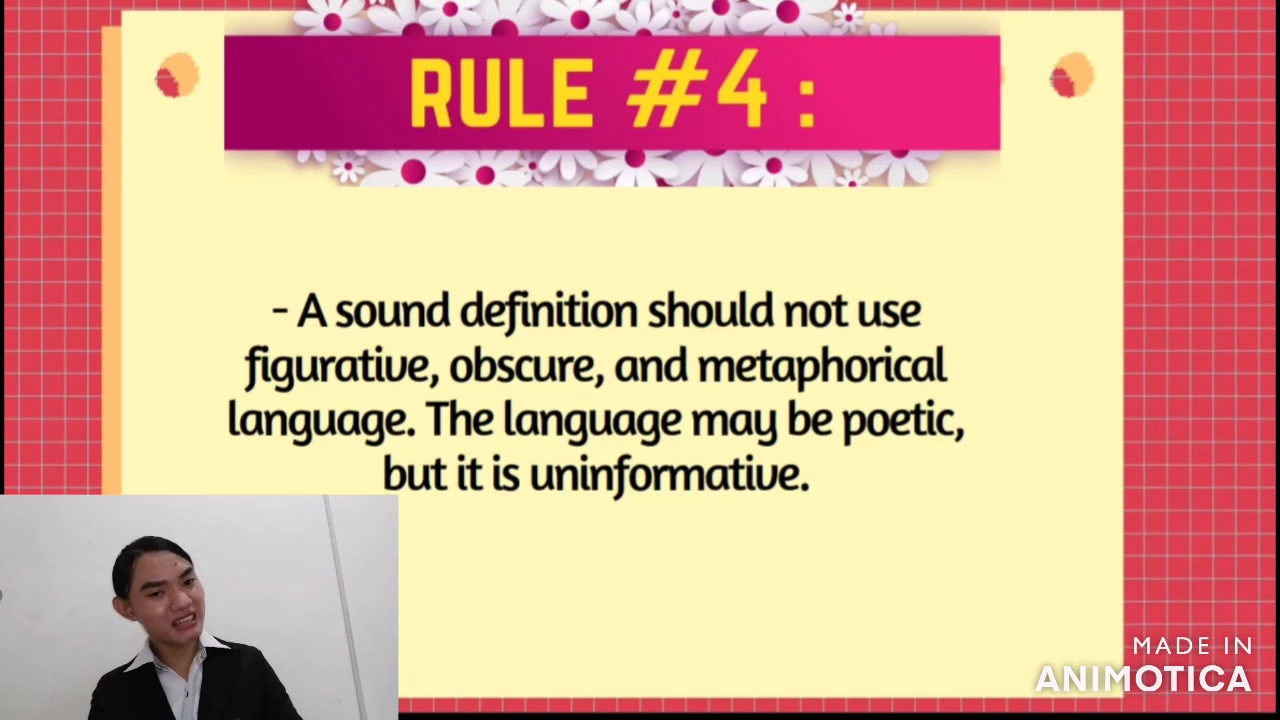 RULE #4 :
- A sound definition should not use
figurative, obscure, and metaphorical
language. The language may be poetic,
but it is uninformative.
MADE IN
ANIMOTICA